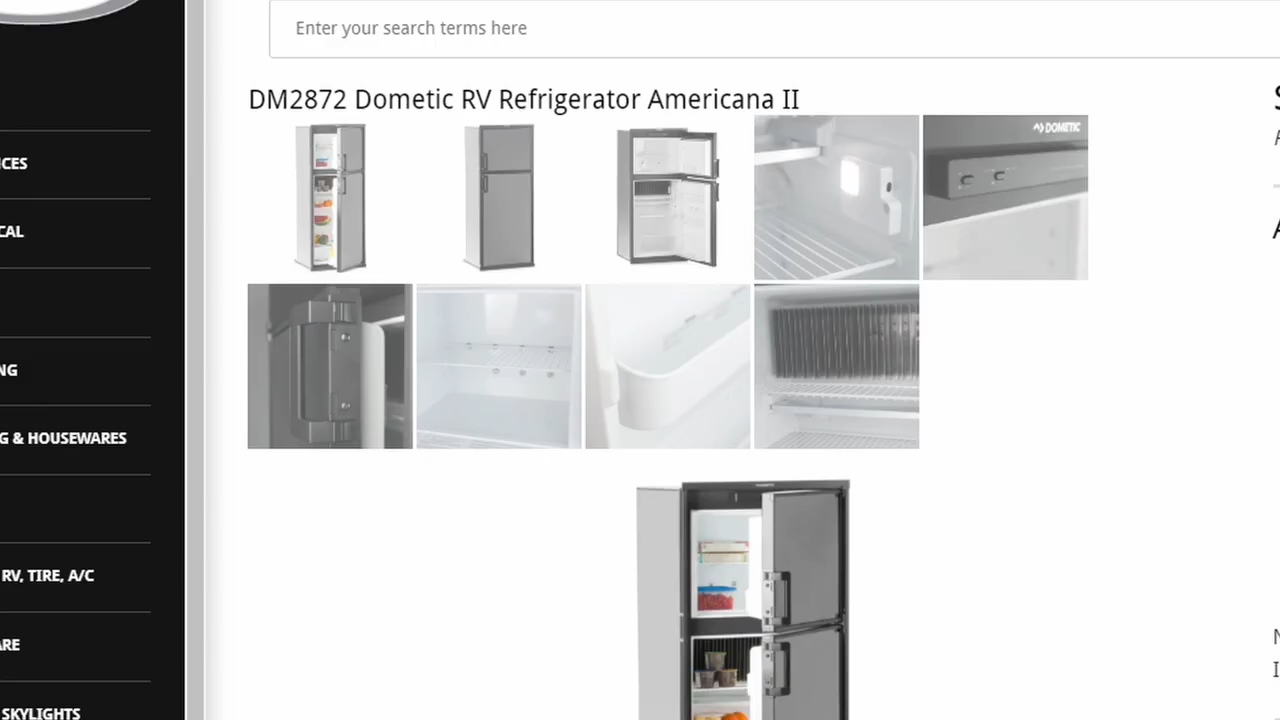 Enter your search terms here
DM2872 Dometic RV Refrigerator Americana II
DOMETIC
CES
CAL
NG
G & HOUSEWARES
RV, TIRE, A/C
ARE
SKYLIGHTS